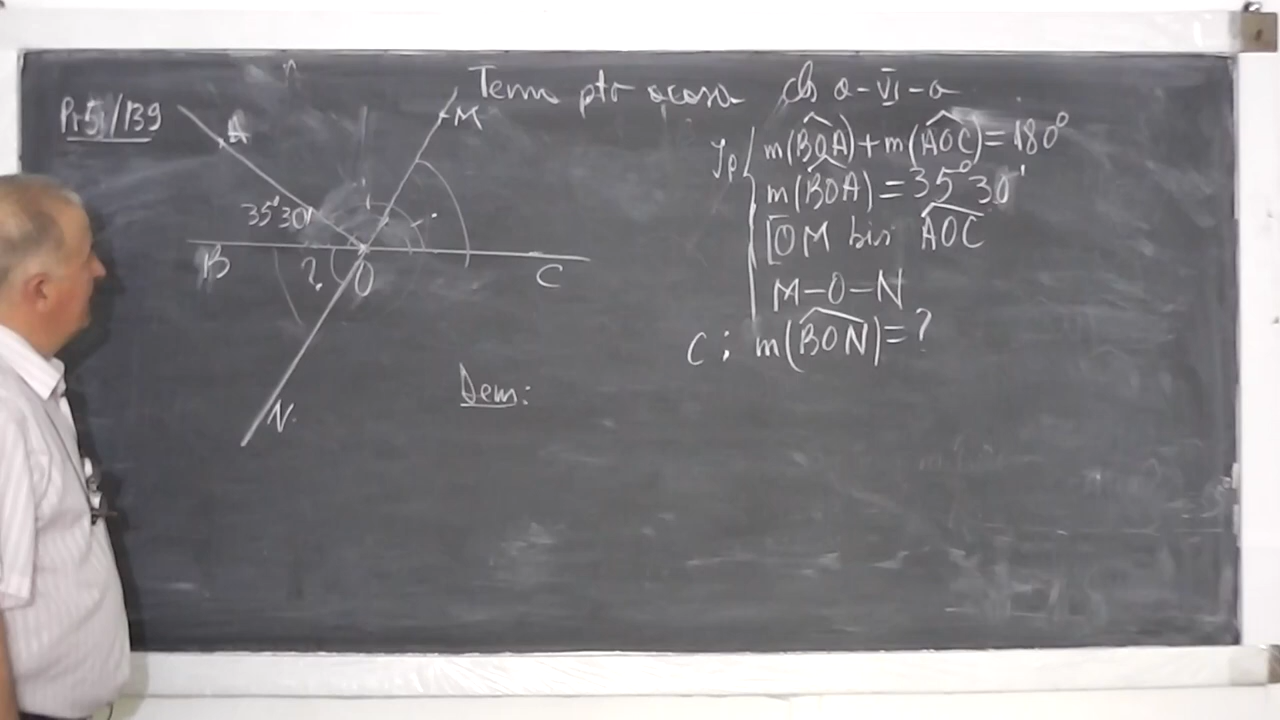 Tema ptr acasa cls a-VI-a
Pr5/139
A
M
35°30'
B
?
O
C
N
Ip m(BOA)+m(AOC)=180°
m(BOA)=35°30'
[OM bis AOC
M-O-N
C: m(BON)=?
Dem: